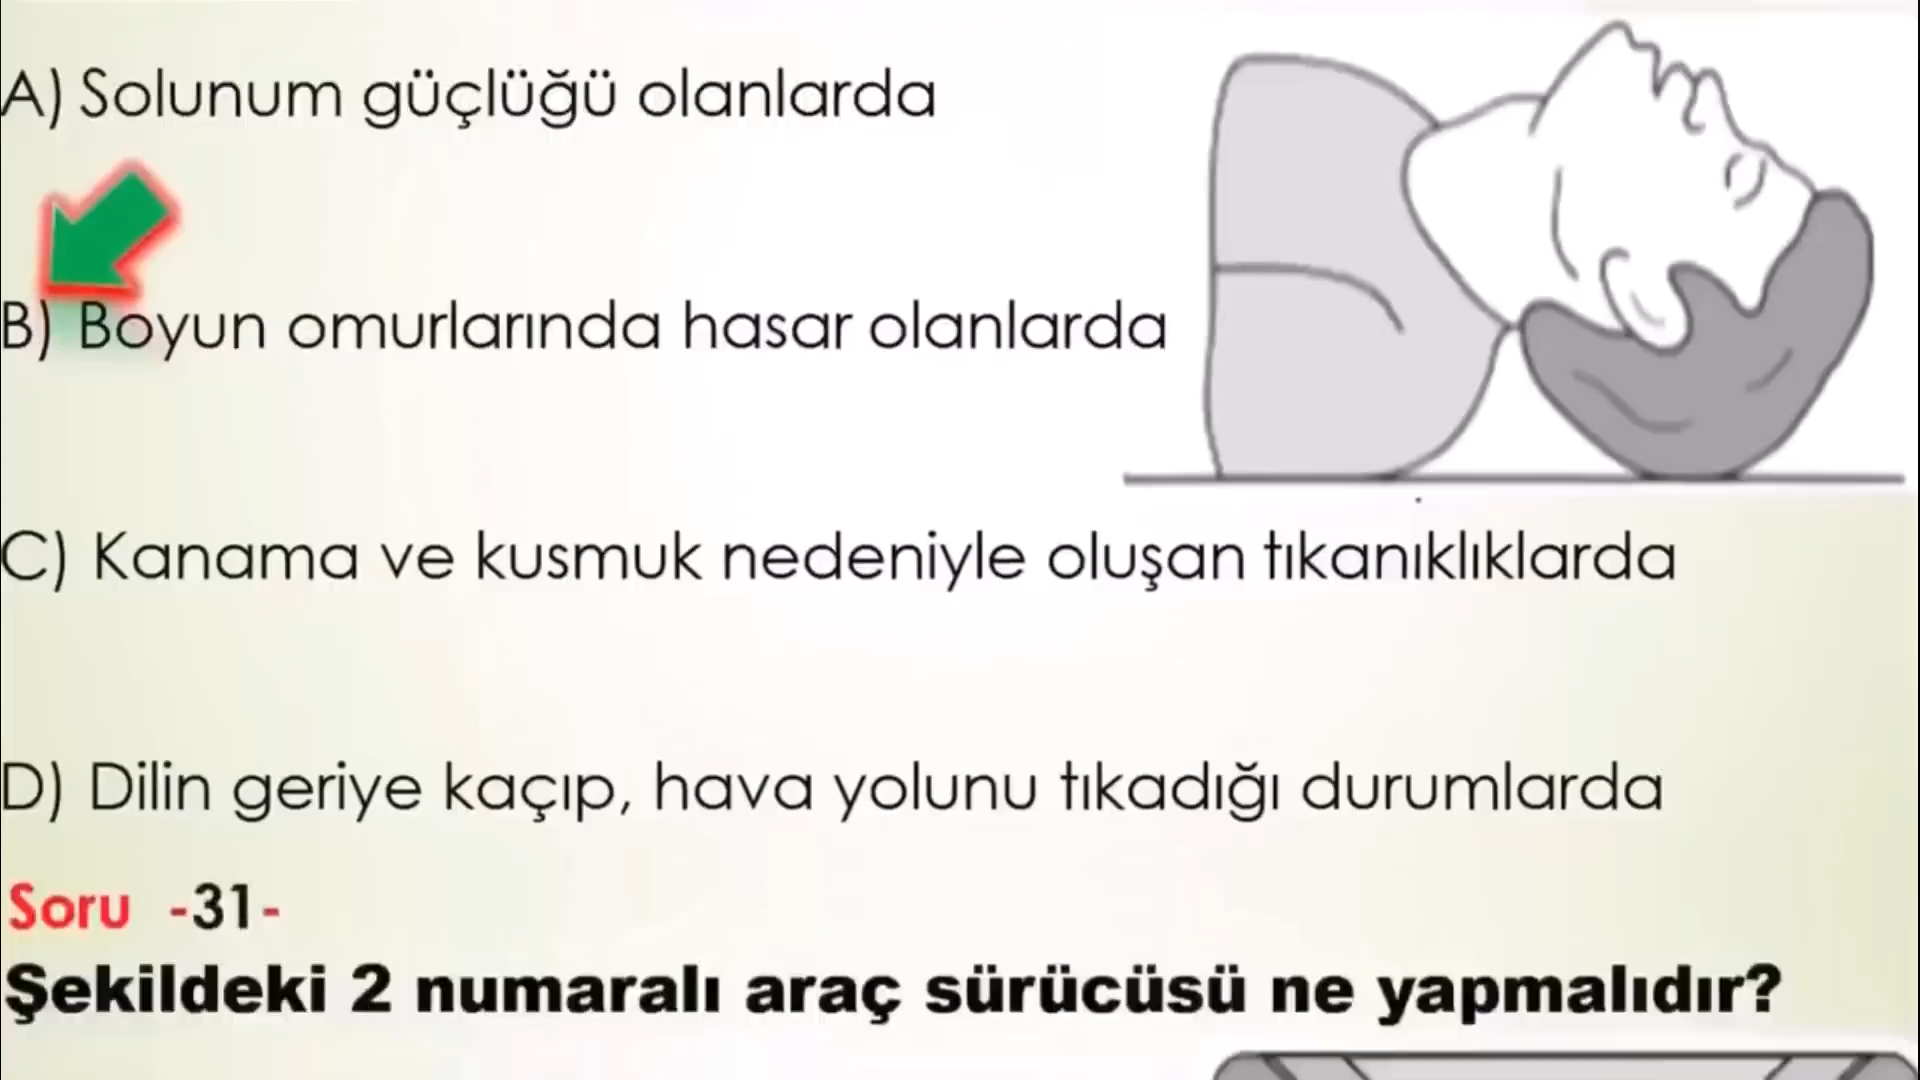 A) Solunum güçlüğü olanlarda
B) Boyun omurlarında hasar olanlarda
C) Kanama ve kusmuk nedeniyle oluşan tıkanıklıklarda
D) Dilin geriye kaçıp, hava yolunu tıkadığı durumlarda
Soru -31-
Şekildeki 2 numaralı araç sürücüsü ne yapmalıdır?